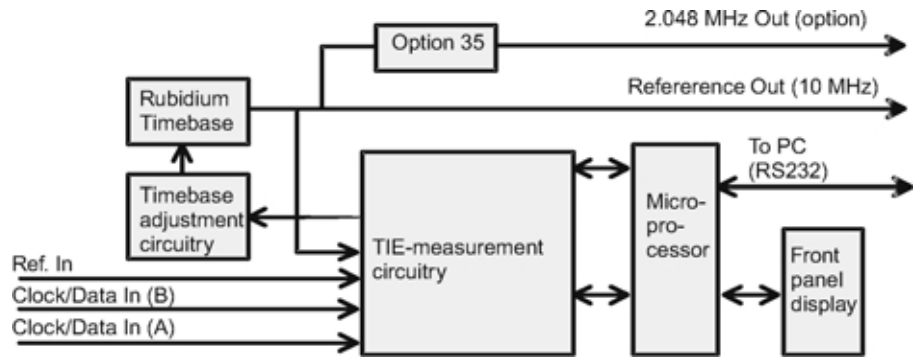 2.048 MHz Out (option)
Option 35
Refererence Out (10 MHz)
Rubidium
Timebase
To PC
(RS232)
Timebase
adjustment
circuitry
TIE-measurement
circuitry
Micro-
pro-
cessor
Front
panel
display
Ref. In
Clock/Data In (B)
Clock/Data In (A)